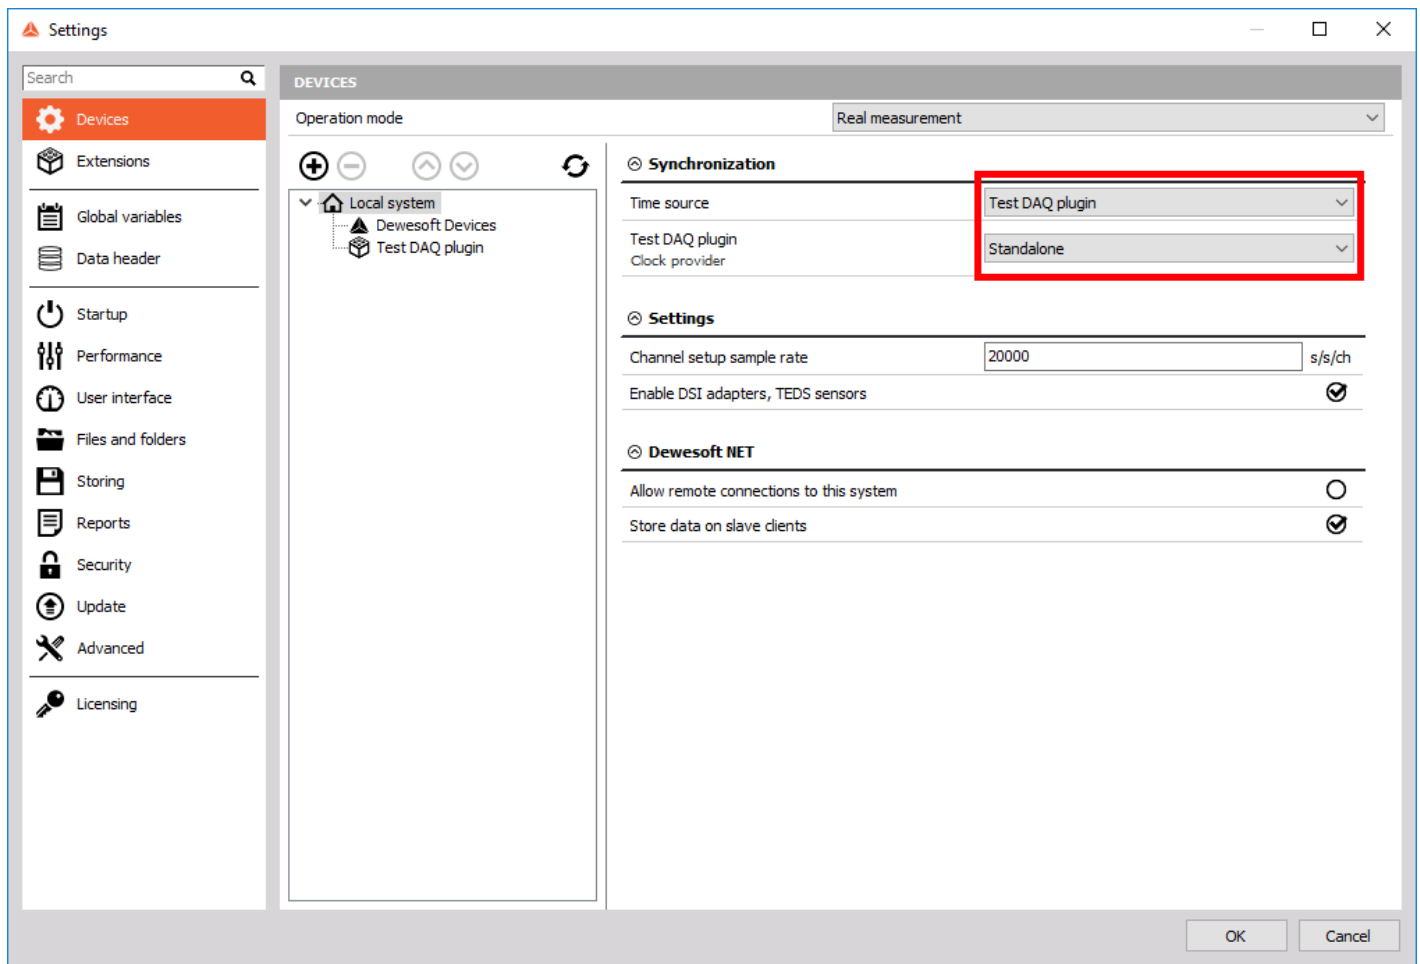 Settings
Search
DEVICES
Devices
Operation mode
Real measurement
Extensions
Global variables
Data header
Startup
Performance
User interface
Files and folders
Storing
Reports
Security
Update
Advanced
Licensing
Local system
Dewesoft Devices
Test DAQ plugin
Synchronization
Time source
Test DAQ plugin
Test DAQ plugin
Clock provider
Standalone
Settings
Channel setup sample rate
20000
s/s/ch
Enable DSI adapters, TEDS sensors
Dewesoft NET
Allow remote connections to this system
Store data on slave clients
OK
Cancel